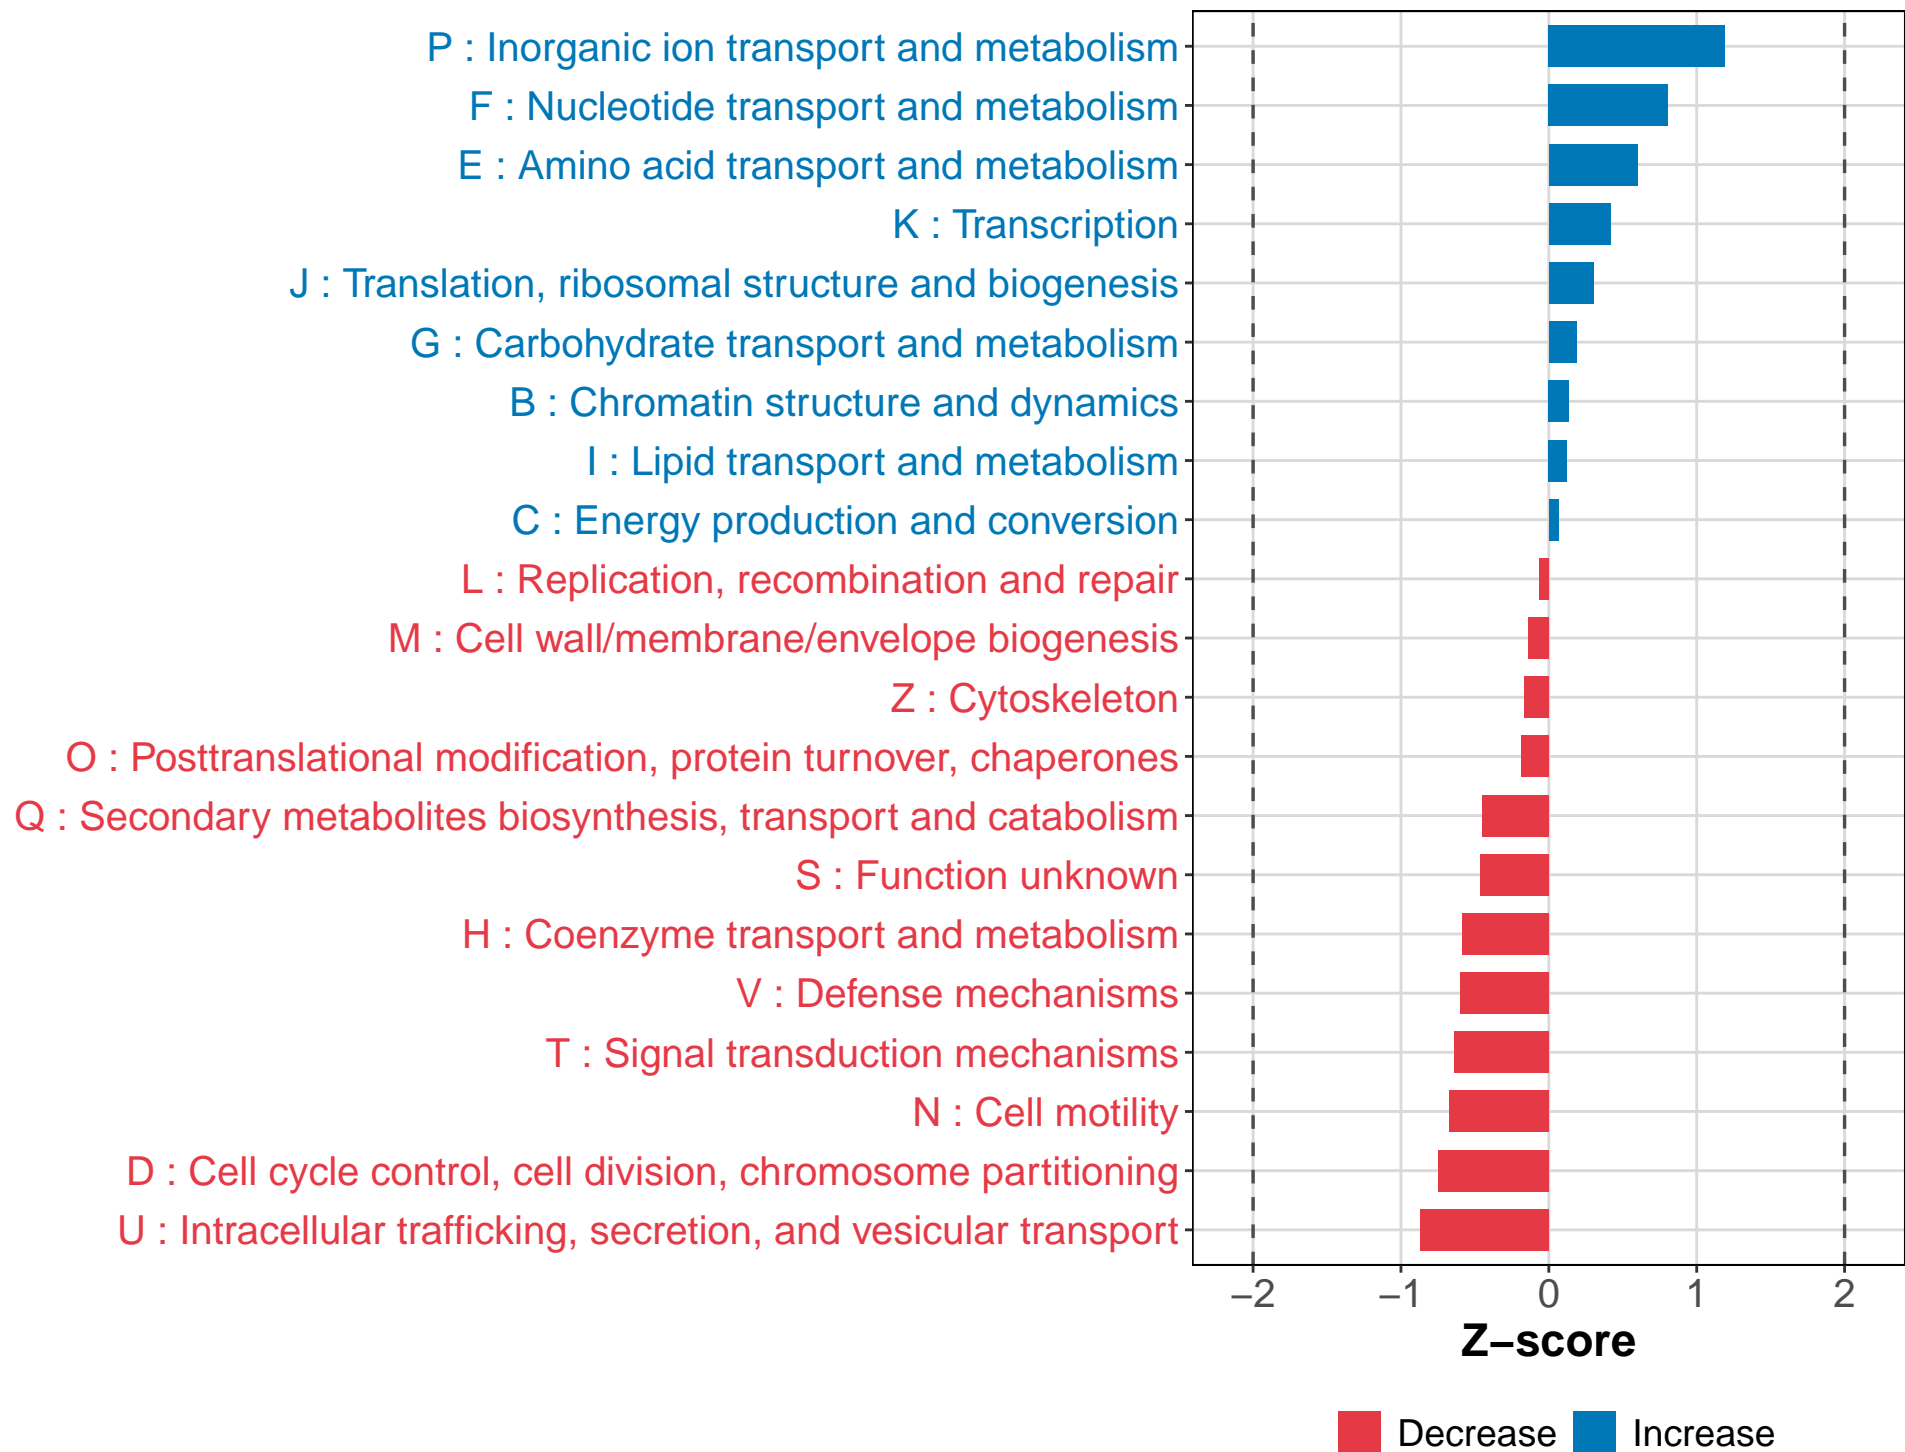 P : Inorganic ion transport and metabolism
F : Nucleotide transport and metabolism
E : Amino acid transport and metabolism
K : Transcription
J : Translation, ribosomal structure and biogenesis
G : Carbohydrate transport and metabolism
B : Chromatin structure and dynamics
I : Lipid transport and metabolism
C : Energy production and conversion
L : Replication, recombination and repair
M : Cell wall/membrane/envelope biogenesis
Z : Cytoskeleton
O : Posttranslational modification, protein turnover, chaperones
Q : Secondary metabolites biosynthesis, transport and catabolism
S : Function unknown
H : Coenzyme transport and metabolism
V : Defense mechanisms
T : Signal transduction mechanisms
N : Cell motility
D : Cell cycle control, cell division, chromosome partitioning
U : Intracellular trafficking, secretion, and vesicular transport
−2 −1 0 1 2
Z−score
Decrease Increase